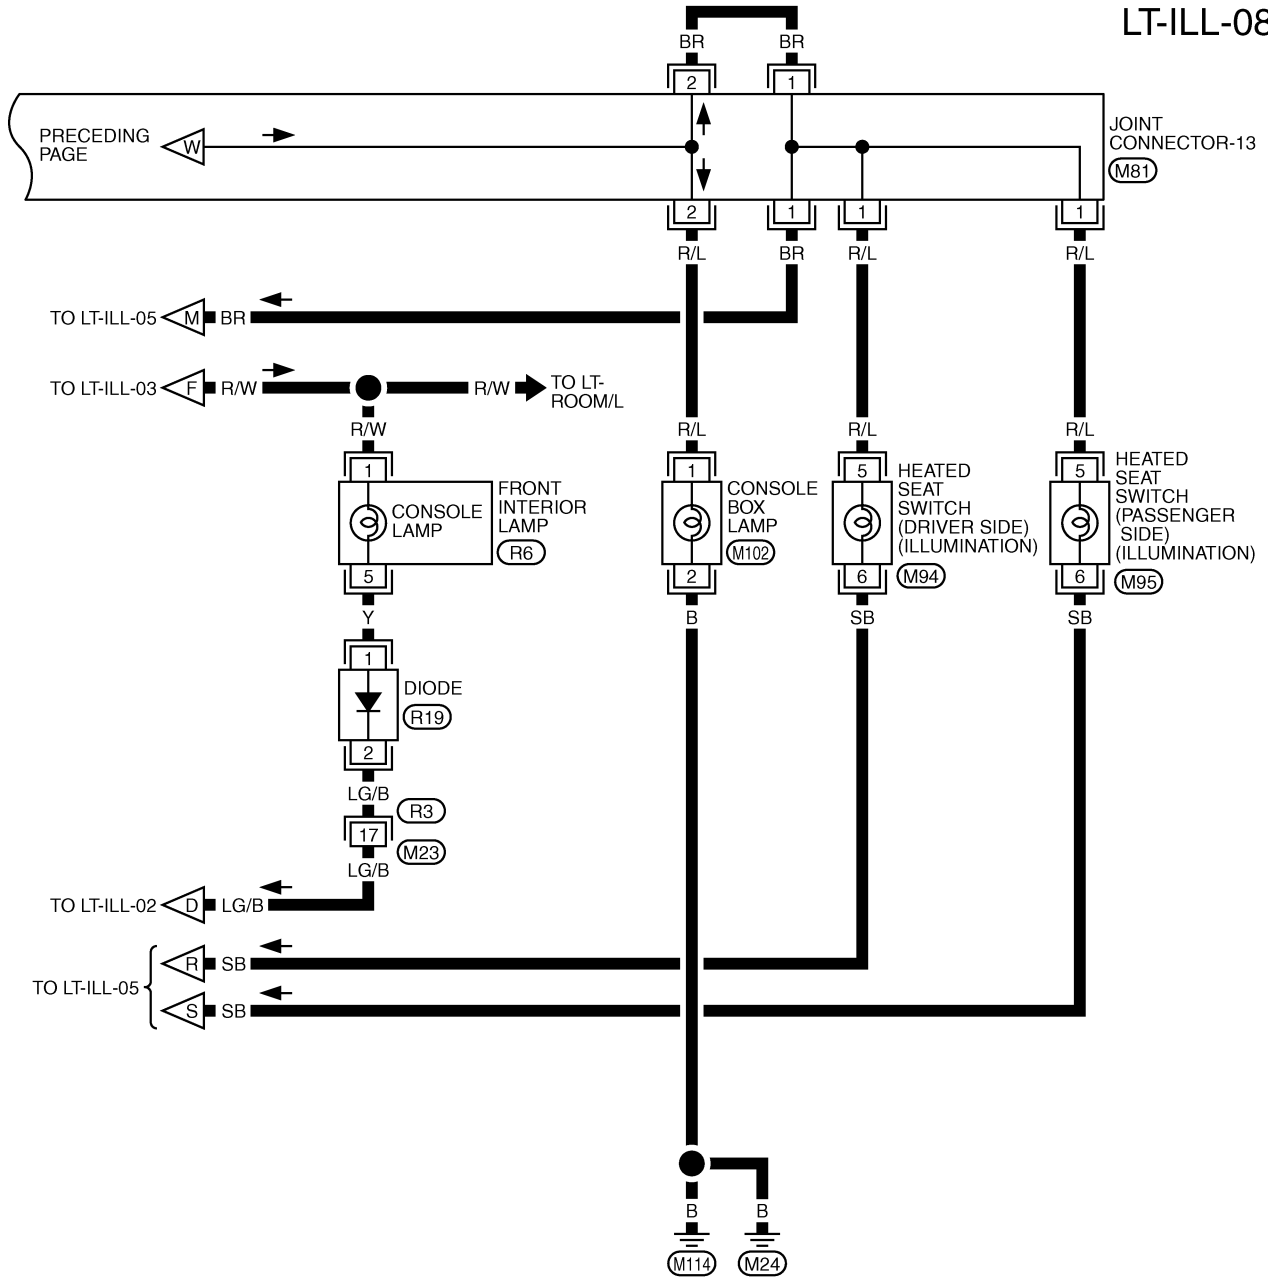 LT-ILL-08
BR BR
2 1
PRECEDING
PAGE
W
JOINT
CONNECTOR-13
M81
2 1 1 1
R/L BR R/L R/L
TO LT-ILL-05 M BR
TO LT-ILL-03 F R/W R/W TO LT-
ROOM/L
R/W R/L R/L R/L
1 1 5 5
CONSOLE
LAMP
FRONT
INTERIOR
LAMP
R6
CONSOLE
BOX
LAMP
M102
HEATED
SEAT
SWITCH
(DRIVER SIDE)
(ILLUMINATION)
M94
HEATED
SEAT
SWITCH
(PASSENGER
SIDE)
(ILLUMINATION)
M95
5 2 6 6
Y B SB SB
1
DIODE
R19
2
LG/B
R3
17
M23
LG/B
TO LT-ILL-02 D LG/B
R SB
TO LT-ILL-05
S SB
B B
M114 M24